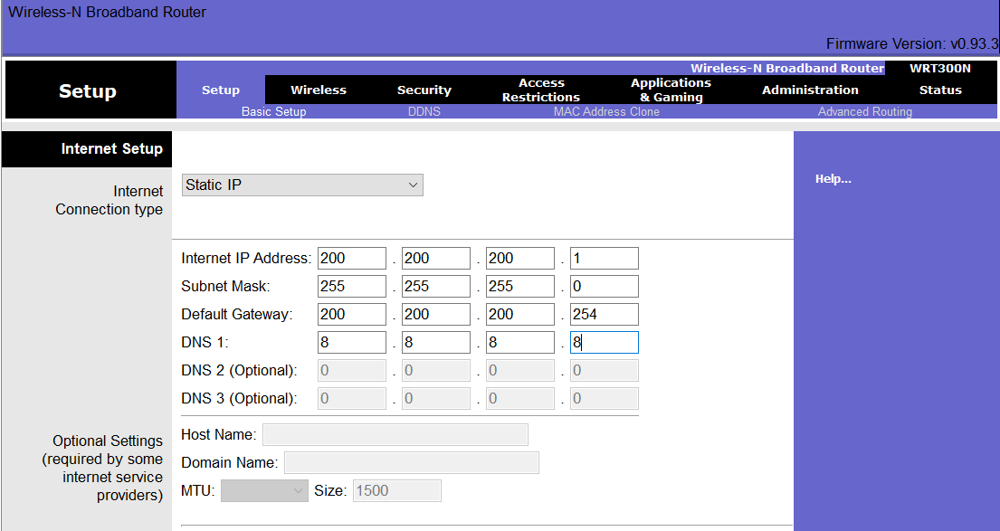 Wireless-N Broadband Router
Firmware Version: v0.93.3
Wireless-N Broadband Router WRT300N
Setup
Setup Wireless Security Access Restrictions Applications & Gaming Administration Status
Basic Setup DDNS MAC Address Clone Advanced Routing
Internet Setup
Help...
Internet
Connection type
Static IP
Internet IP Address: 200 . 200 . 200 . 1
Subnet Mask: 255 . 255 . 255 . 0
Default Gateway: 200 . 200 . 200 . 254
DNS 1: 8 . 8 . 8 . 8
DNS 2 (Optional): 0 . 0 . 0 . 0
DNS 3 (Optional): 0 . 0 . 0 . 0
Optional Settings
(required by some
internet service
providers)
Host Name:
Domain Name:
MTU: Size: 1500